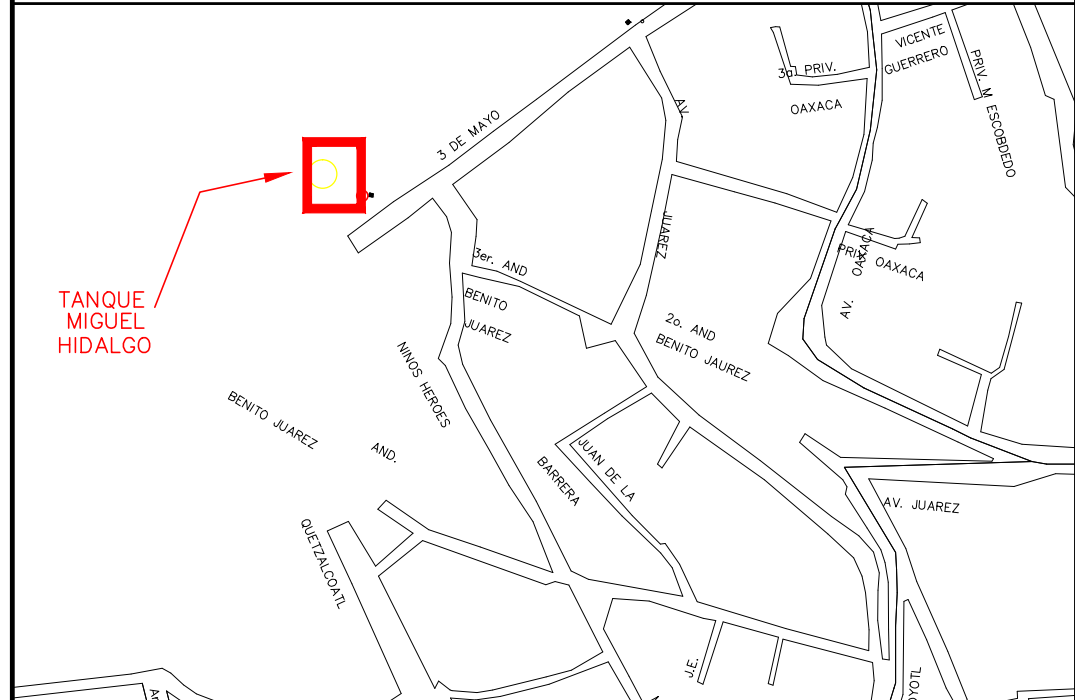 VICENTE
GUERRERO
PRIV. M ESCOBDEDO
3a. PRIV.
OAXACA
AV.
3 DE MAYO
JUAREZ
PRIV. OAXACA
AV. OAXACA
3er. AND
BENITO
JUAREZ
TANQUE
MIGUEL
HIDALGO
2o. AND
BENITO JAUREZ
NINOS HEROES
BENITO JUAREZ
AND.
JUAN DE LA
BARRERA
AV. JUAREZ
QUETZALCOATL
J.E.